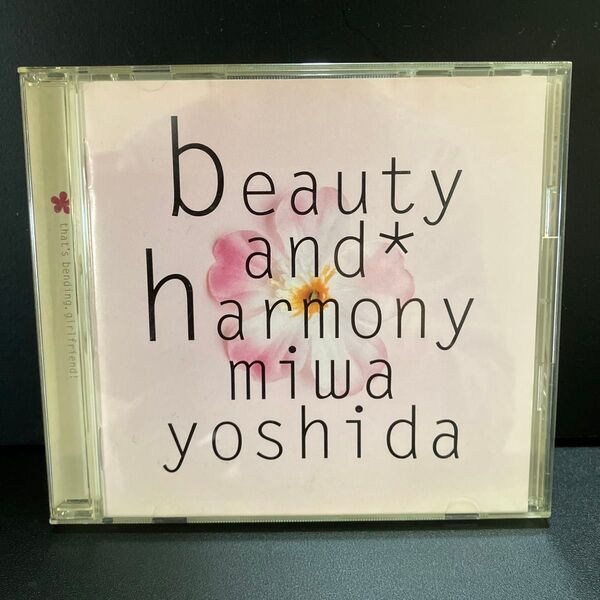 that's bending, girlfriend!
beauty
and*
harmony
miwa
yoshida